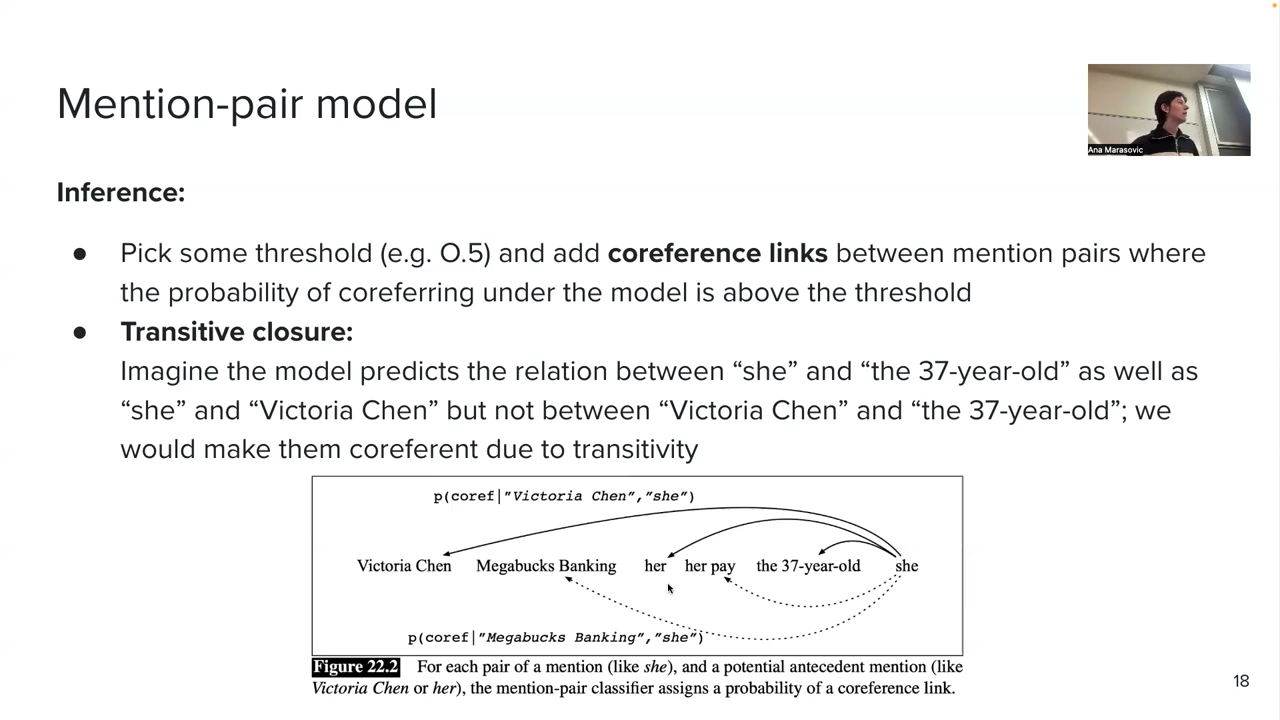 Mention-pair model
Ana Marasovic
Inference:
● Pick some threshold (e.g. O.5) and add coreference links between mention pairs where
the probability of coreferring under the model is above the threshold
● Transitive closure:
Imagine the model predicts the relation between “she” and “the 37-year-old” as well as
“she” and “Victoria Chen” but not between “Victoria Chen” and “the 37-year-old”; we
would make them coreferent due to transitivity
p(coref|”Victoria Chen”,”she”)
Victoria Chen Megabucks Banking her her pay the 37-year-old she
p(coref|”Megabucks Banking”,”she”)
Figure 22.2 For each pair of a mention (like she), and a potential antecedent mention (like
Victoria Chen or her), the mention-pair classifier assigns a probability of a coreference link.
18